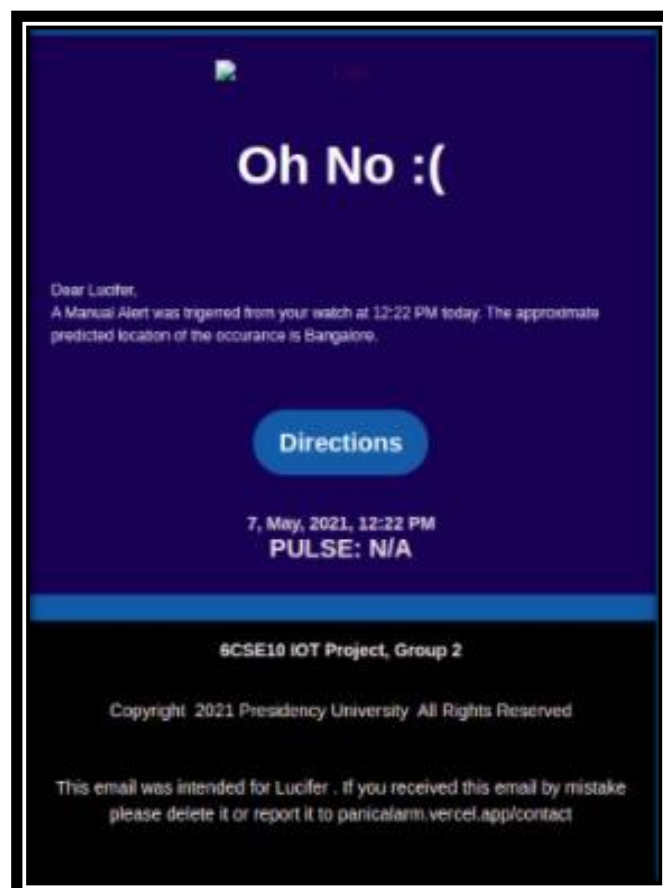 Oh No :(
Dear Lucifer,
A Manual Alert was trigerred from your watch at 12:22 PM today. The approximate
predicted location of the occurance is Bangalore.
Directions
7, May, 2021, 12:22 PM
PULSE: N/A
6CSE10 IOT Project, Group 2
Copyright 2021 Presidency University All Rights Reserved
This email was intended for Lucifer . If you received this email by mistake
please delete it or report it to panicalarm.vercel.app/contact